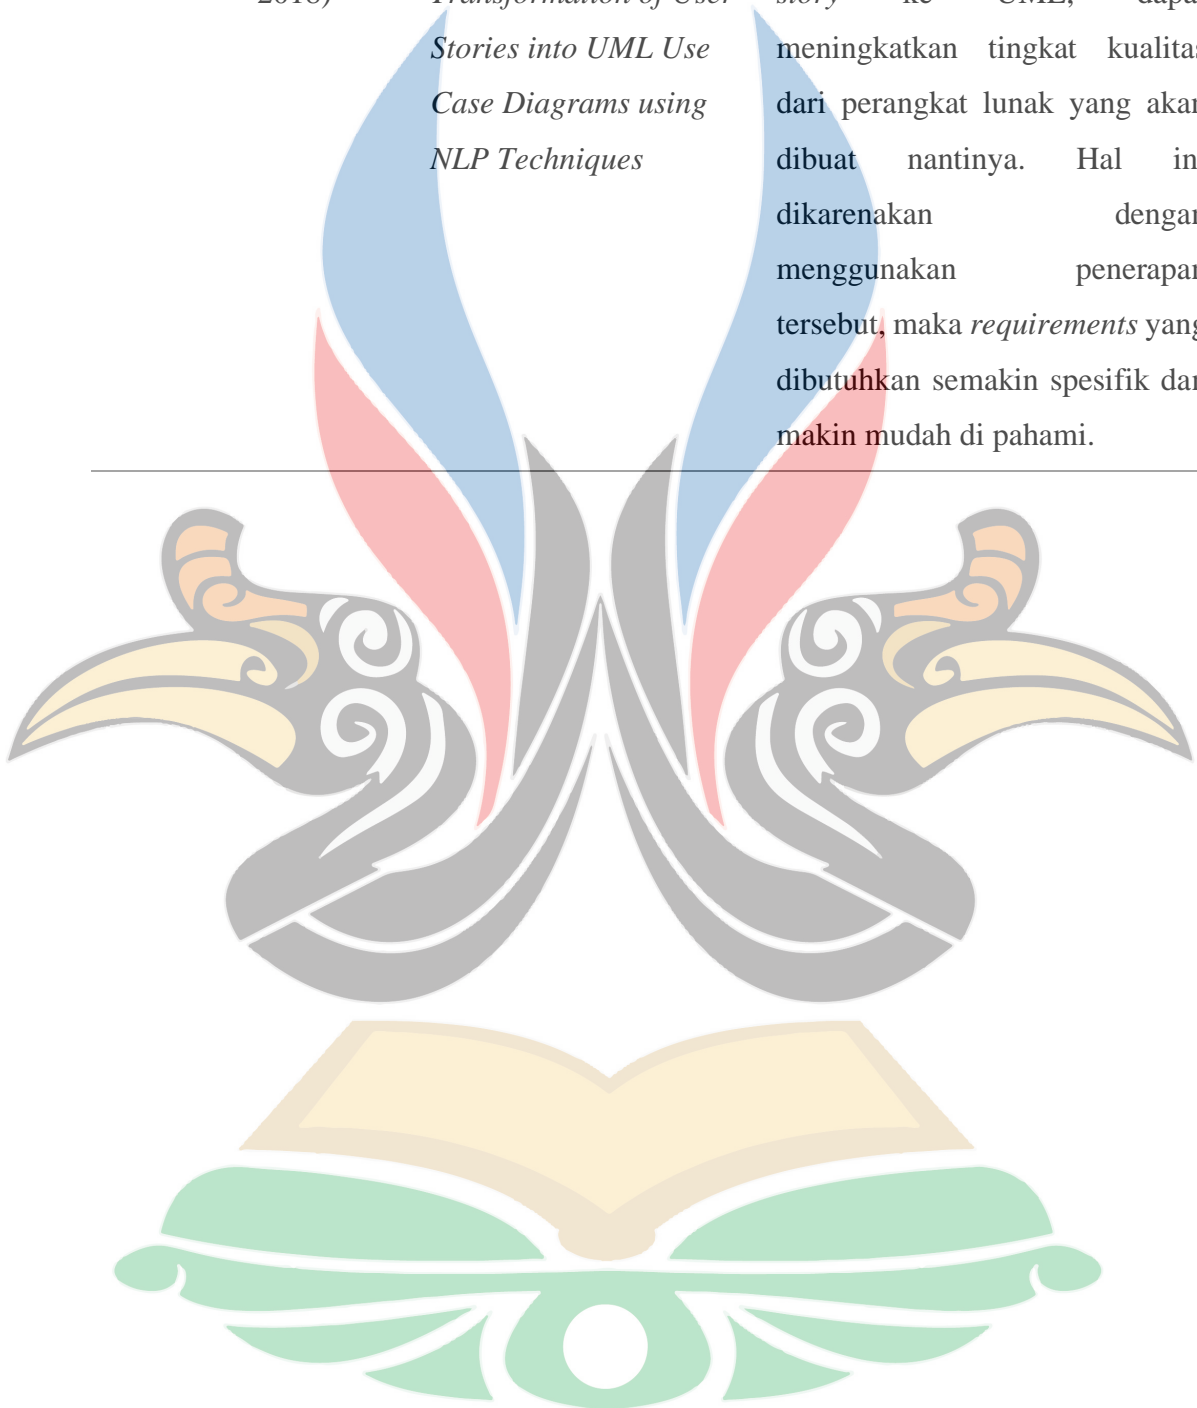 Stories into UML Use
Case Diagrams using
NLP Techniques
meningkatkan tingkat kualitas
dari perangkat lunak yang akan
dibuat nantinya. Hal
dikarenakan dengan
menggunakan penerapan
tersebut, maka requirements yang
dibutuhkan semakin spesifik dan
makin mudah di pahami.